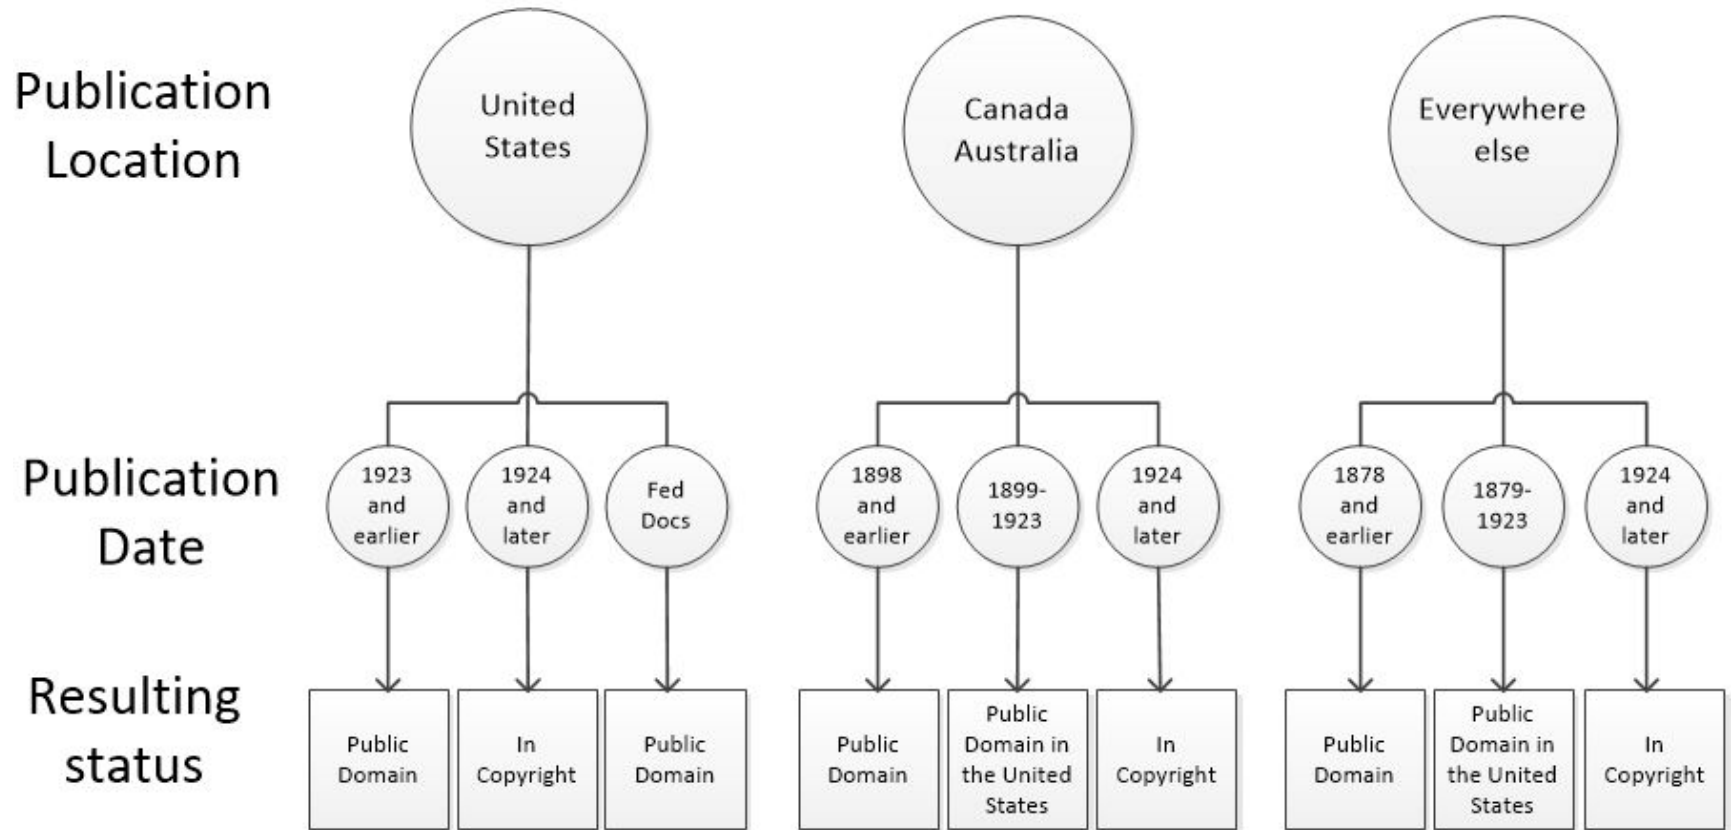 Publication
Location
United
States
Canada
Australia
Everywhere
else
Publication
Date
1923
and
earlier
1924
and
later
Fed
Docs
1898
and
earlier
1899-
1923
1924
and
later
1878
and
earlier
1879-
1923
1924
and
later
Resulting
status
Public
Domain
In
Copyright
Public
Domain
Public
Domain
Public
Domain in
the United
States
In
Copyright
Public
Domain
Public
Domain in
the United
States
In
Copyright